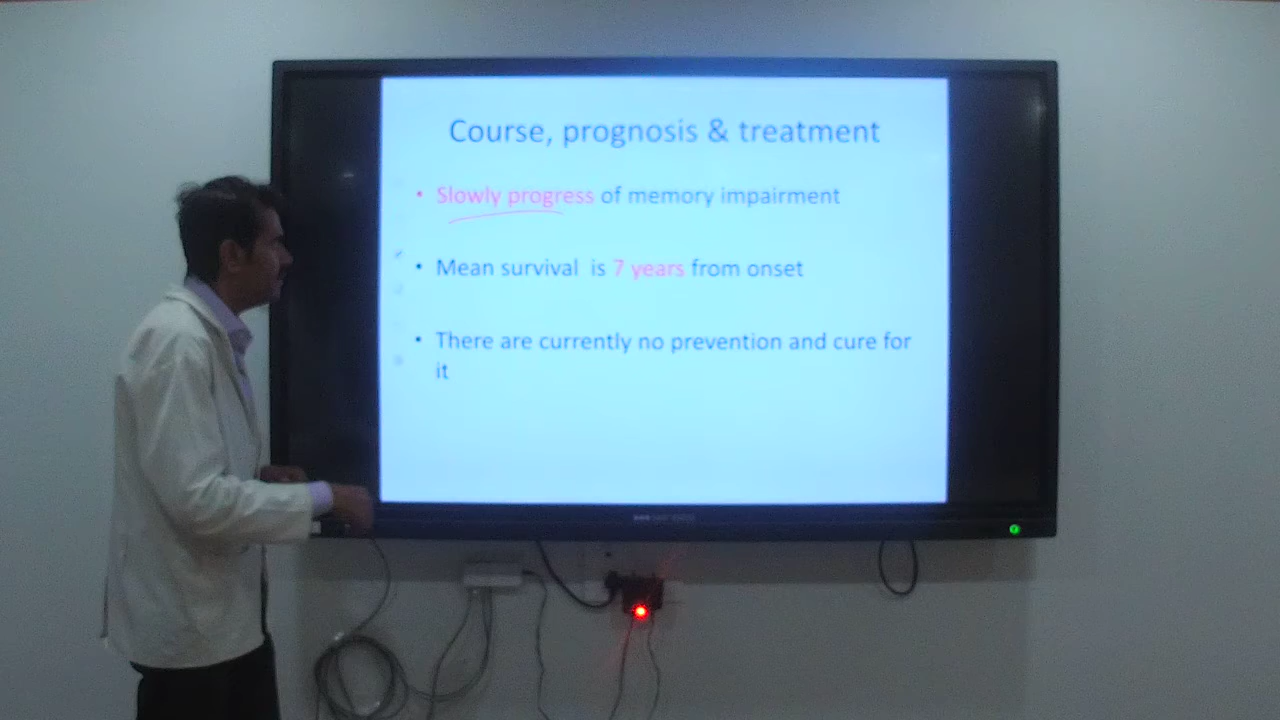 Course, prognosis & treatment
• Slowly progress of memory impairment
• Mean survival is 7 years from onset
• There are currently no prevention and cure for
it